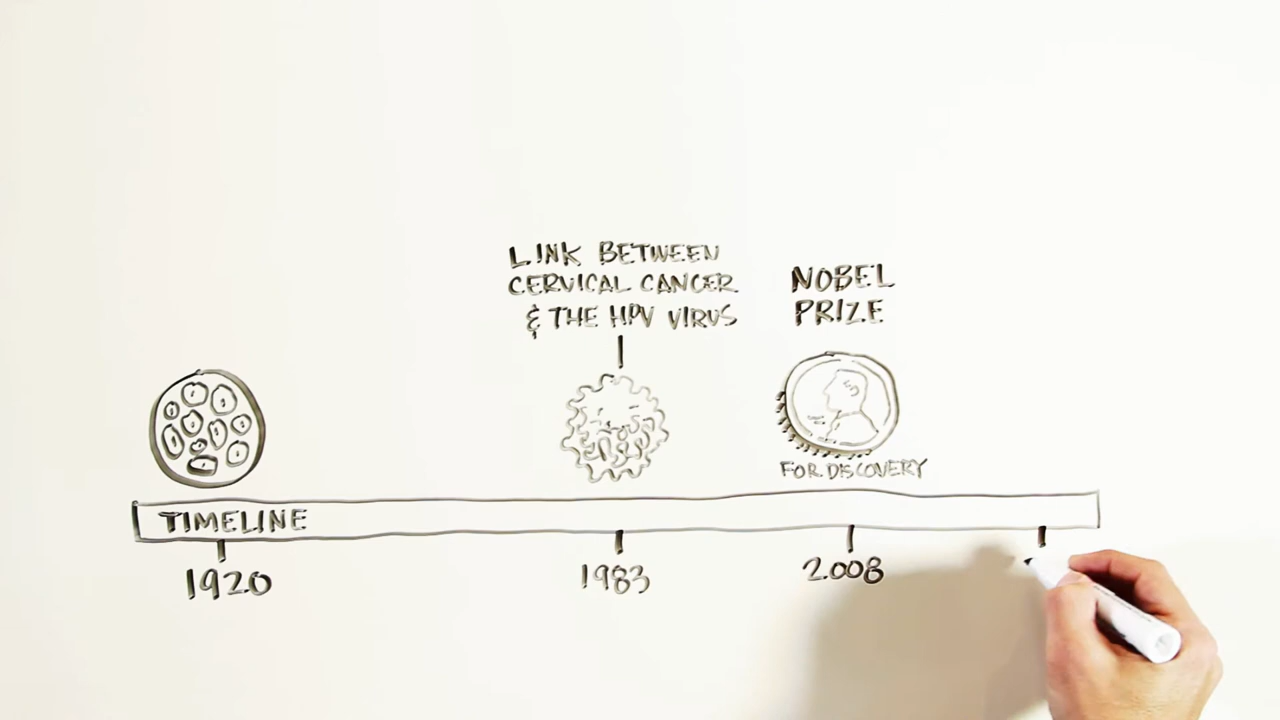 LINK BETWEEN
CERVICAL CANCER
& THE HPV VIRUS
NOBEL
PRIZE
FOR DISCOVERY
TIMELINE
1920
1983
2008